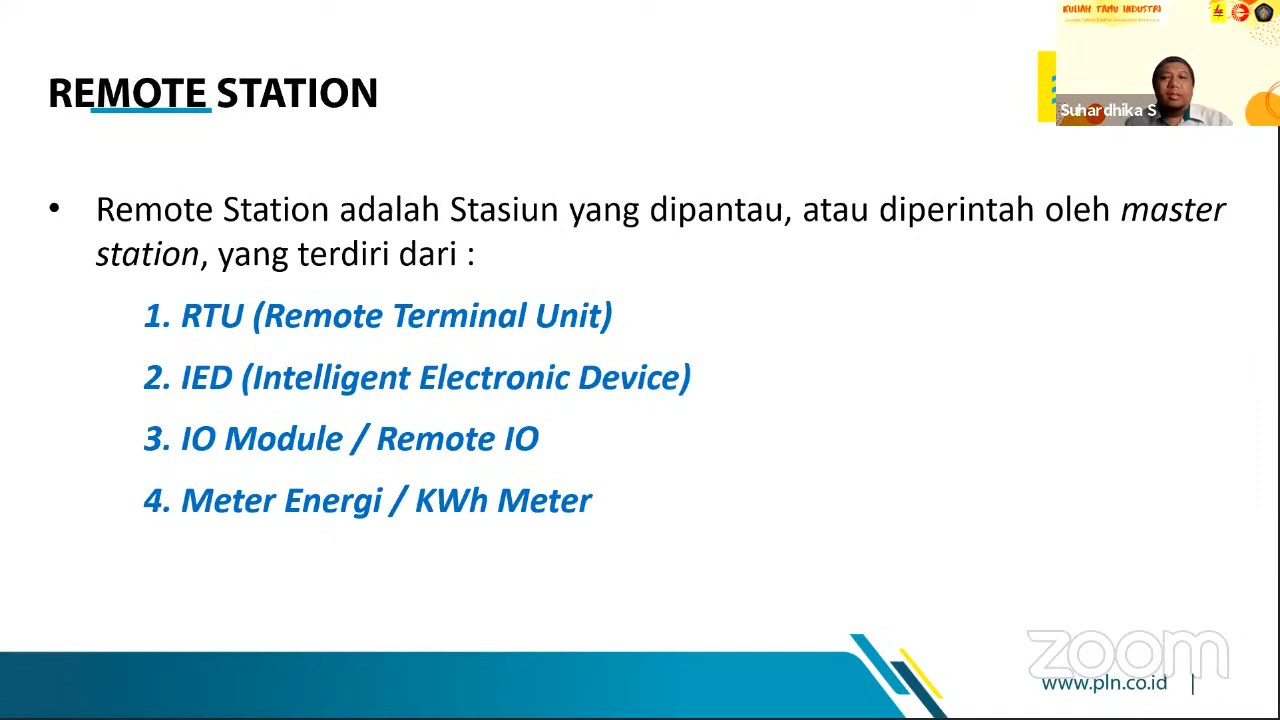 KULIAH TAMU INDUSTRI
REMOTE STATION
Suhardhika S
• Remote Station adalah Stasiun yang dipantau, atau diperintah oleh master
station, yang terdiri dari :
1. RTU (Remote Terminal Unit)
2. IED (Intelligent Electronic Device)
3. IO Module / Remote IO
4. Meter Energi / KWh Meter
zoom
www.pln.co.id |